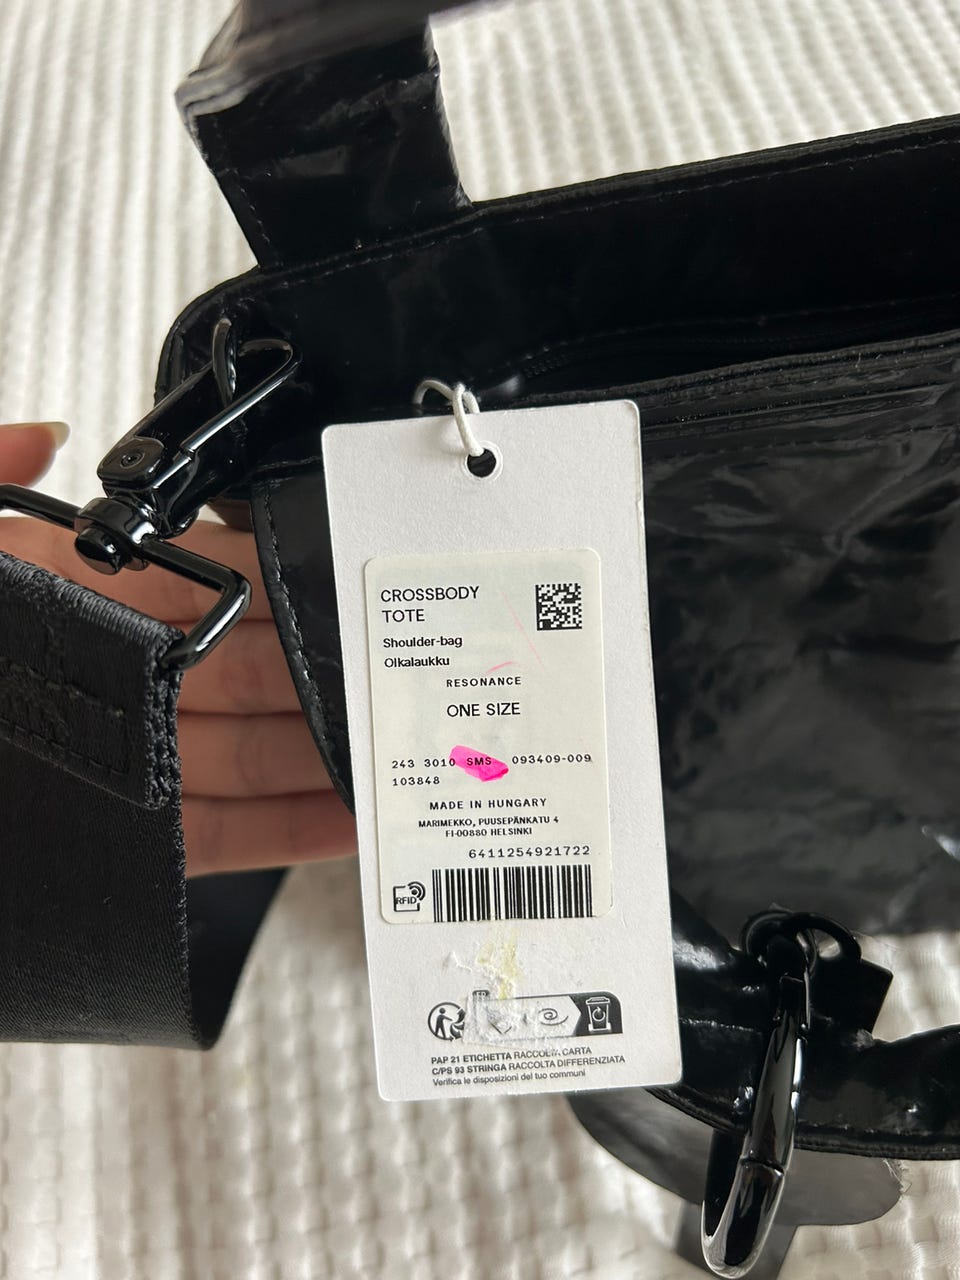 CROSSBODY
TOTE
Shoulder-bag
Olkalaukku
RESONANCE
ONE SIZE
243 3010 SMS 093409-009
103848
MADE IN HUNGARY
MARIMEKKO, PUUSEPÄNKATU 4
FI-00880 HELSINKI
6411254921722
RFID
FR
PAP 21 ETICHETTA RACCOLTA CARTA
C/PS 93 STRINGA RACCOLTA DIFFERENZIATA
Verifica le disposizioni del tuo communi